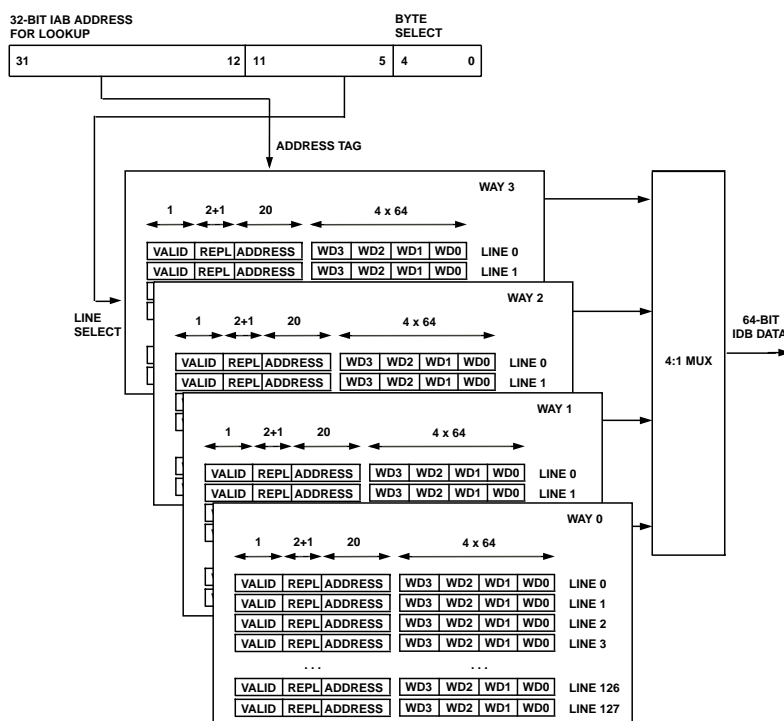 32-BIT IAB ADDRESS
FOR LOOKUP
BYTE
SELECT
31 12 11 5 4 0
ADDRESS TAG
WAY 3
1 2+1 20 4 x 64
VALID REPL ADDRESS WD3 WD2 WD1 WD0 LINE 0
VALID REPL ADDRESS WD3 WD2 WD1 WD0 LINE 1
LINE
SELECT
WAY 2
1 2+1 20 4 x 64
VALID REPL ADDRESS WD3 WD2 WD1 WD0 LINE 0
VALID REPL ADDRESS WD3 WD2 WD1 WD0 LINE 1
WAY 1
1 2+1 20 4 x 64
VALID REPL ADDRESS WD3 WD2 WD1 WD0 LINE 0
VALID REPL ADDRESS WD3 WD2 WD1 WD0 LINE 1
WAY 0
1 2+1 20 4 x 64
VALID REPL ADDRESS WD3 WD2 WD1 WD0 LINE 0
VALID REPL ADDRESS WD3 WD2 WD1 WD0 LINE 1
VALID REPL ADDRESS WD3 WD2 WD1 WD0 LINE 2
VALID REPL ADDRESS WD3 WD2 WD1 WD0 LINE 3
... ...
VALID REPL ADDRESS WD3 WD2 WD1 WD0 LINE 126
VALID REPL ADDRESS WD3 WD2 WD1 WD0 LINE 127
4:1 MUX
64-BIT
IDB DATA